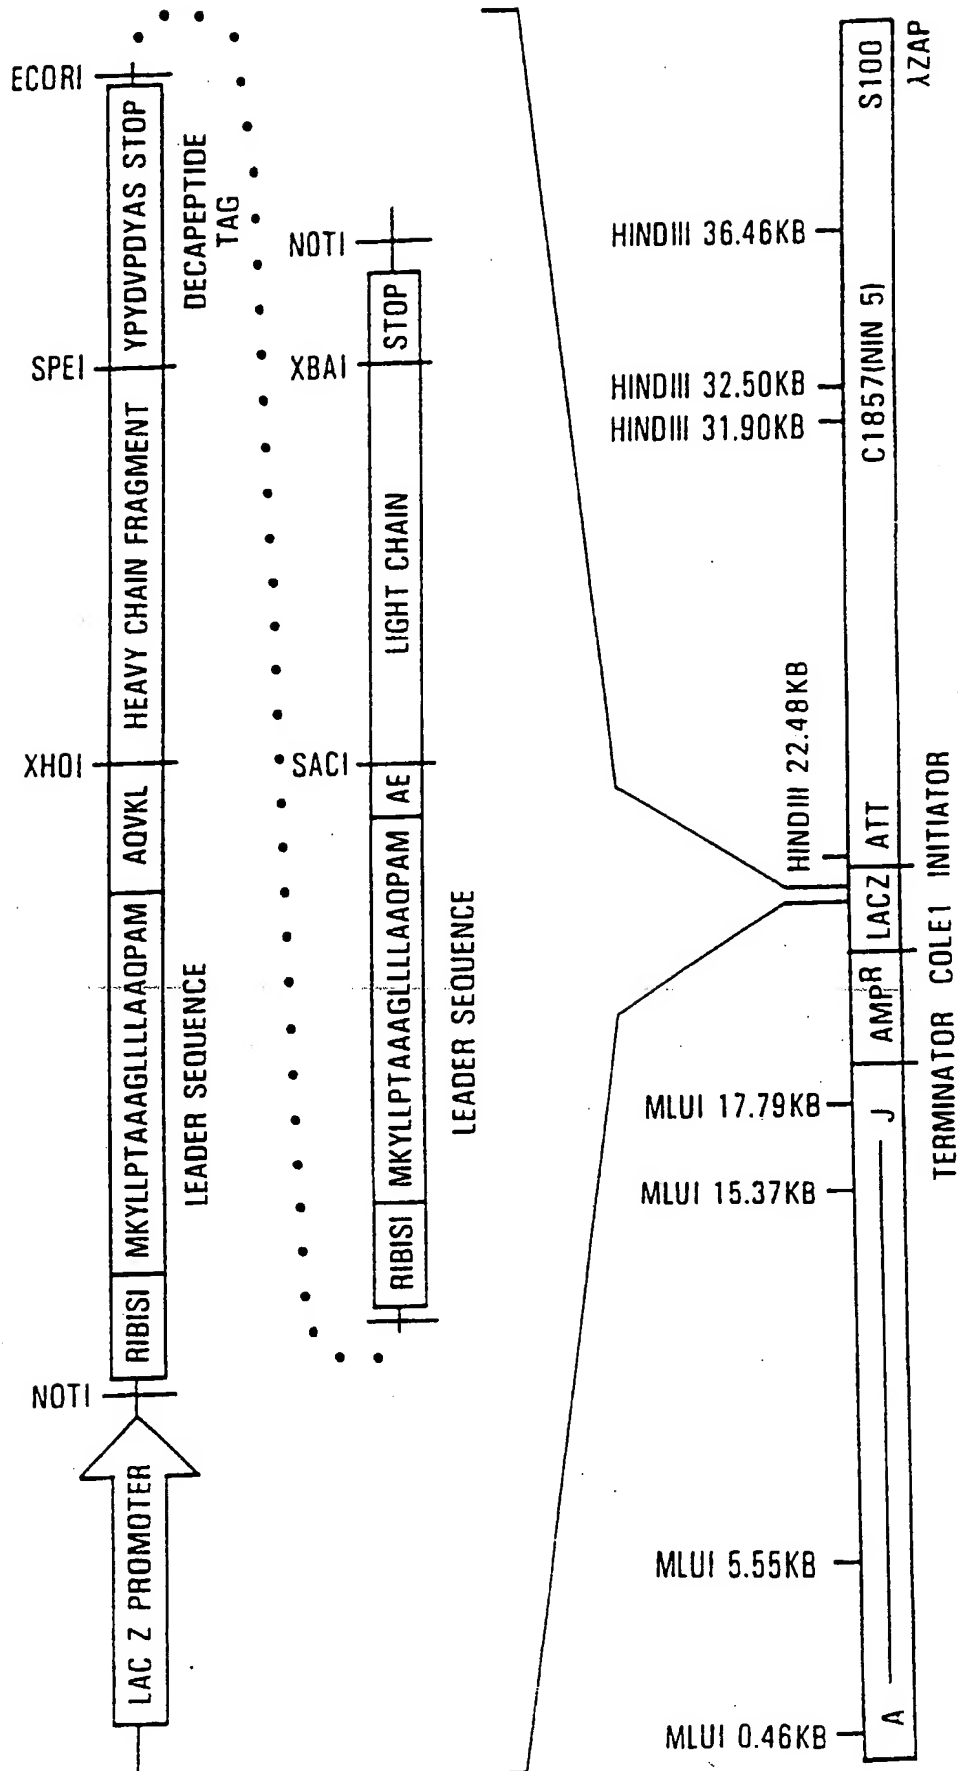 LAC Z PROMOTER
NOTI
RIBISI
MKYLLPTAAAGLLLLAAQPAM
AQVKL
XHOI
HEAVY CHAIN FRAGMENT
SPEI
YPYDVPDYAS STOP
ECORI
LEADER SEQUENCE
DECAPEPTIDE
TAG
RIBISI
MKYLLPTAAAGLLLLAAQPAM
AE
SACI
LIGHT CHAIN
XBAI
STOP
NOTI
LEADER SEQUENCE
MLUI 0.46KB
MLUI 5.55KB
MLUI 15.37KB
MLUI 17.79KB
HINDIII 22.48KB
HINDIII 31.90KB
HINDIII 32.50KB
HINDIII 36.46KB
A
J
AMPR
LACZ
ATT
C1857(NIN 5)
S100
TERMINATOR COLE1 INITIATOR
λZAP